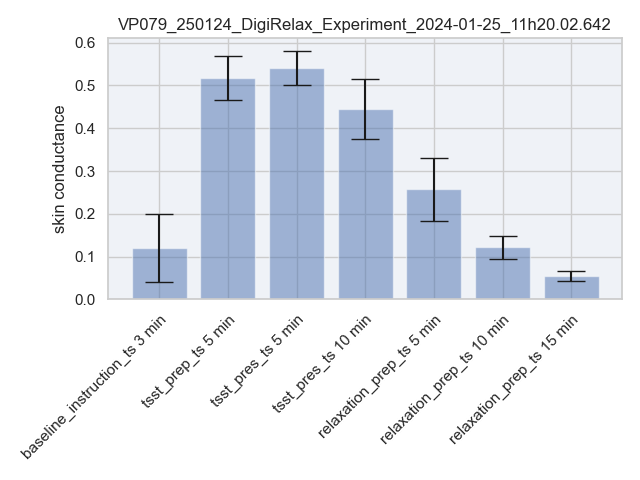 VP079_250124_DigiRelax_Experiment_2024-01-25_11h20.02.642
skin conductance
0.6
0.5
0.4
0.3
0.2
0.1
0.0
baseline_instruction_ts 3 min
tsst_prep_ts 5 min
tsst_pres_ts 5 min
tsst_pres_ts 10 min
relaxation_prep_ts 5 min
relaxation_prep_ts 10 min
relaxation_prep_ts 15 min